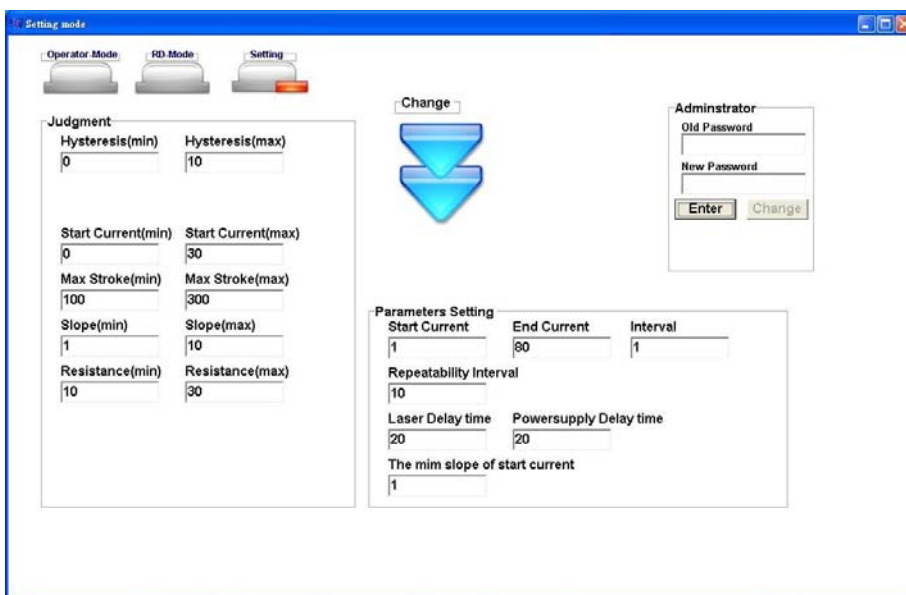 Setting mode
Operator-Mode RD-Mode Setting
Judgment
Hysteresis(min) Hysteresis(max)
0 10
Start Current(min) Start Current(max)
0 30
Max Stroke(min) Max Stroke(max)
100 300
Slope(min) Slope(max)
1 10
Resistance(min) Resistance(max)
10 30
Change
Adminstrator
Old Password
New Password
Enter Change
Parameters Setting
Start Current End Current Interval
1 80 1
Repeatability Interval
10
Laser Delay time Powersupply Delay time
20 20
The mim slope of start current
1